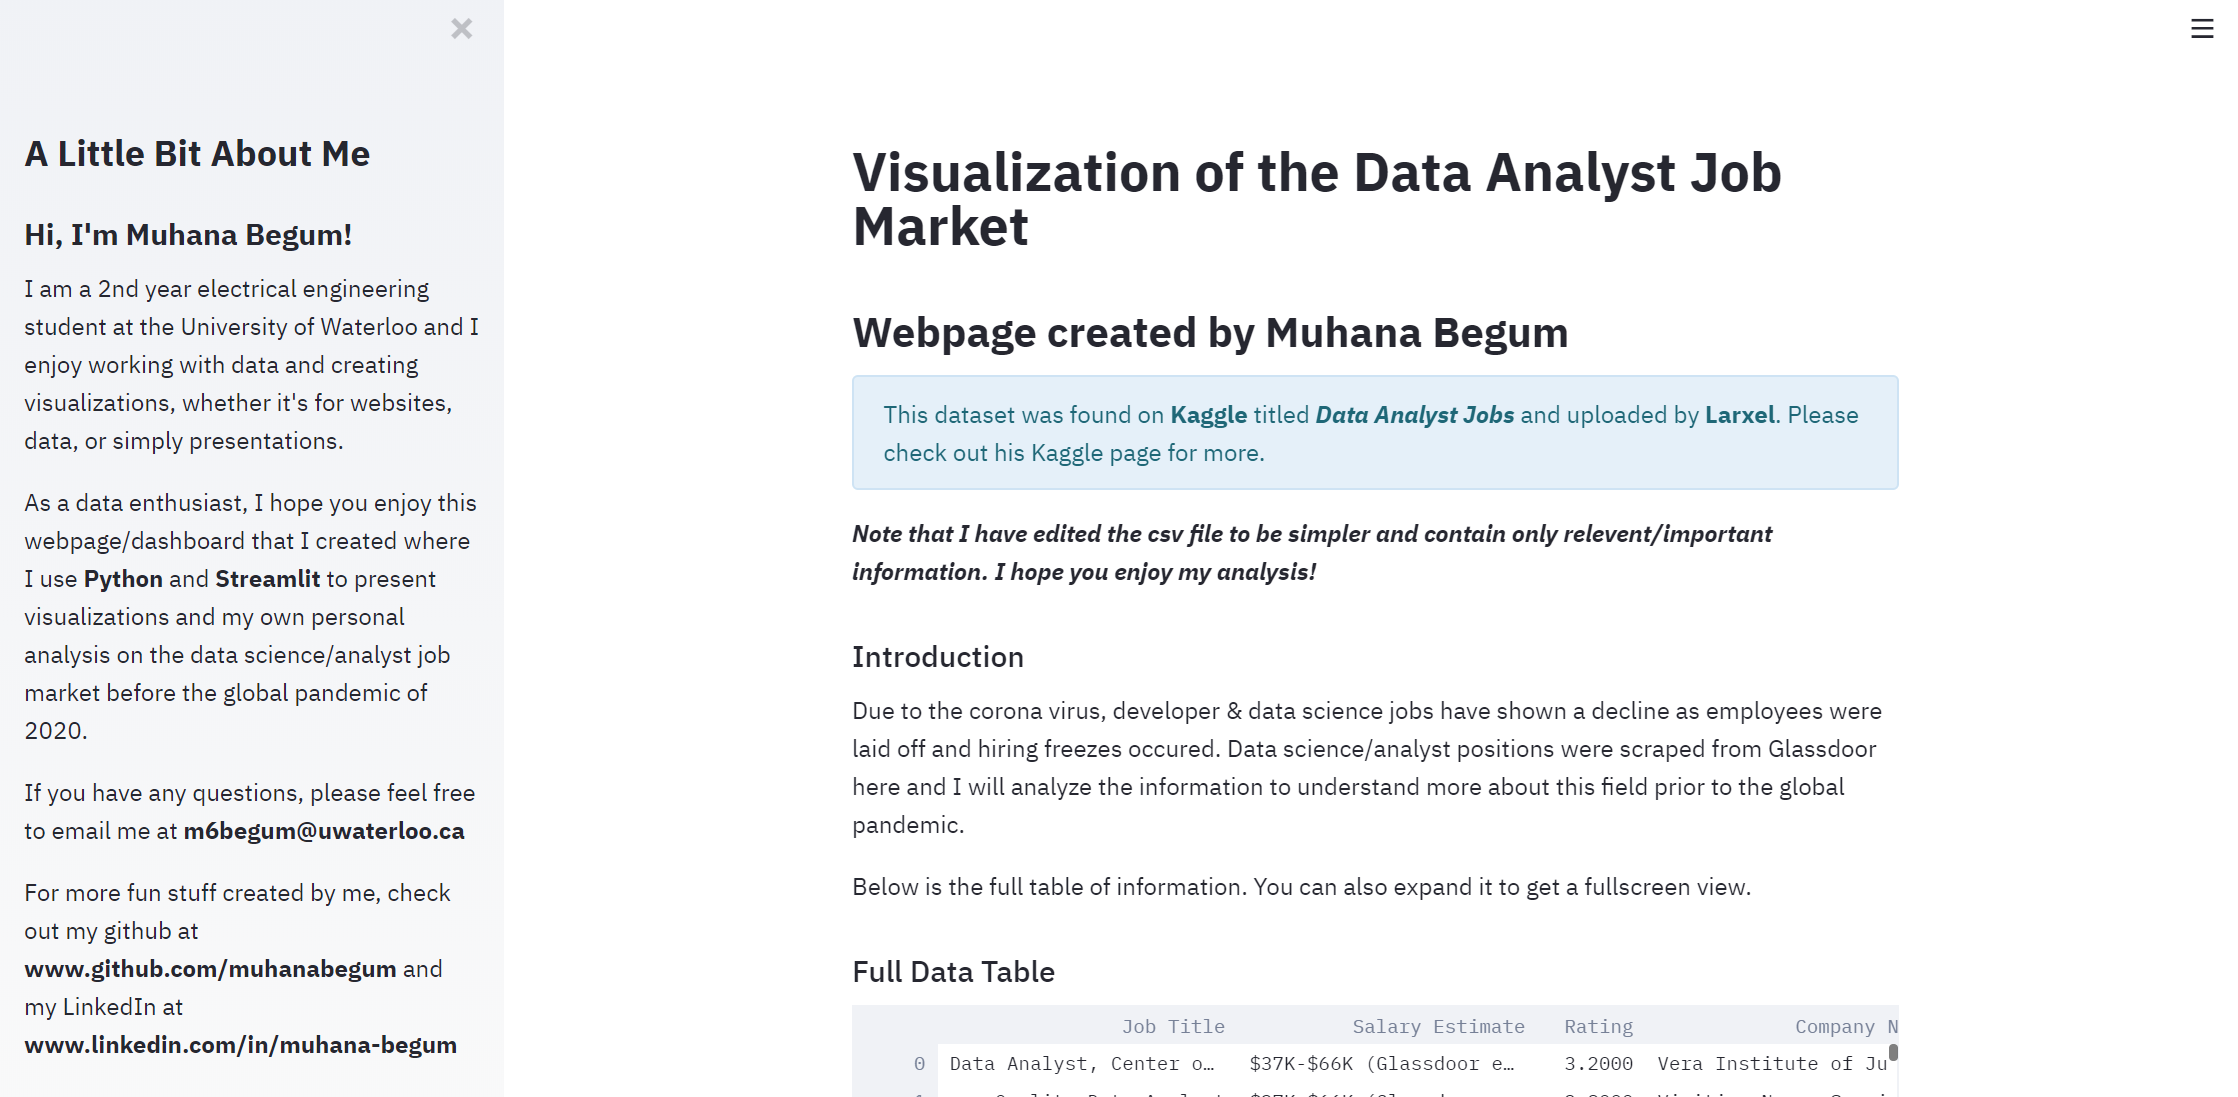 A Little Bit About Me
Hi, I'm Muhana Begum!
I am a 2nd year electrical engineering
student at the University of Waterloo and I
enjoy working with data and creating
visualizations, whether it's for websites,
data, or simply presentations.
As a data enthusiast, I hope you enjoy this
webpage/dashboard that I created where
I use Python and Streamlit to present
visualizations and my own personal
analysis on the data science/analyst job
market before the global pandemic of
2020.
If you have any questions, please feel free
to email me at m6begum@uwaterloo.ca
For more fun stuff created by me, check
out my github at
www.github.com/muhanabegum and
my LinkedIn at
www.linkedin.com/in/muhana-begum
Visualization of the Data Analyst Job
Market
Webpage created by Muhana Begum
This dataset was found on Kaggle titled Data Analyst Jobs and uploaded by Larxel. Please
check out his Kaggle page for more.
Note that I have edited the csv file to be simpler and contain only relevent/important
information. I hope you enjoy my analysis!
Introduction
Due to the corona virus, developer & data science jobs have shown a decline as employees were
laid off and hiring freezes occured. Data science/analyst positions were scraped from Glassdoor
here and I will analyze the information to understand more about this field prior to the global
pandemic.
Below is the full table of information. You can also expand it to get a fullscreen view.
Full Data Table
Job Title Salary Estimate Rating Company N
0 Data Analyst, Center o… $37K-$66K (Glassdoor e… 3.2000 Vera Institute of Ju